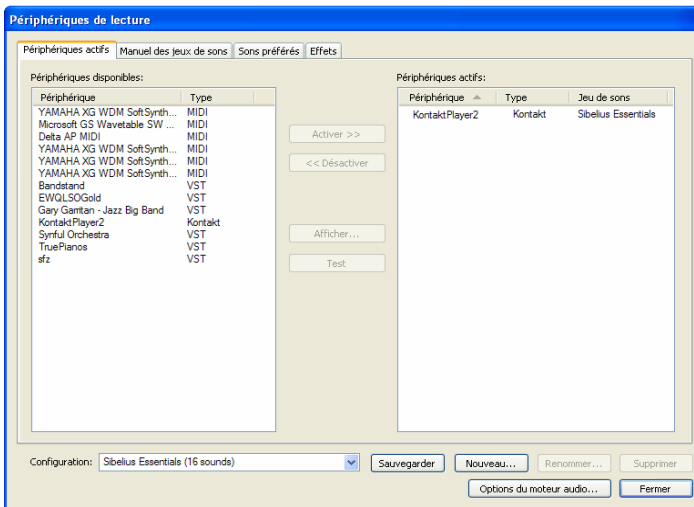 Périphériques de lecture
Périphériques actifs
Manuel des jeux de sons
Sons préférés
Effets
Périphériques disponibles:
Périphérique Type
YAMAHA XG WDM SoftSynth... MIDI
Microsoft GS Wavetable SW ... MIDI
Delta AP MIDI MIDI
YAMAHA XG WDM SoftSynth... MIDI
YAMAHA XG WDM SoftSynth... MIDI
YAMAHA XG WDM SoftSynth... MIDI
Bandstand VST
EWQLSOGold VST
Gary Garritan - Jazz Big Band VST
KontaktPlayer2 Kontakt
Synful Orchestra VST
TruePianos VST
sfz VST
Activer >>
<< Désactiver
Afficher...
Test
Périphériques actifs:
Périphérique Type Jeu de sons
KontaktPlayer2 Kontakt Sibelius Essentials
Configuration: Sibelius Essentials (16 sounds)
Sauvegarder
Nouveau...
Renommer...
Supprimer
Options du moteur audio...
Fermer